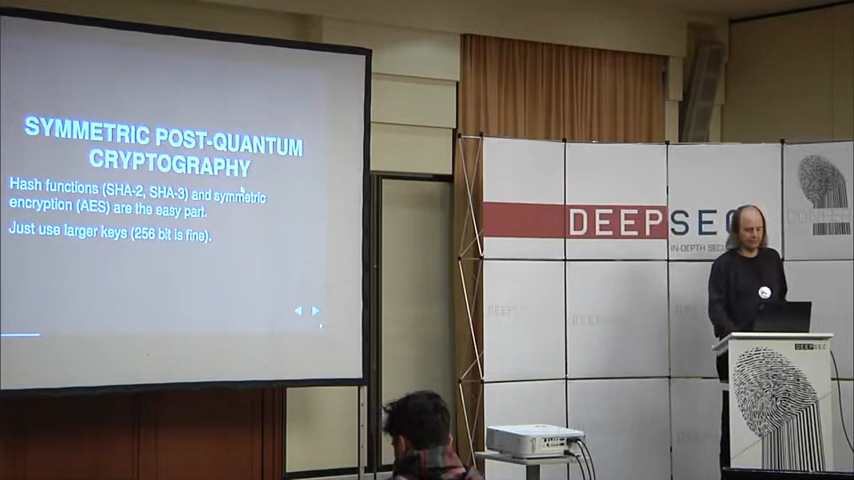 SYMMETRIC POST-QUANTUM
CRYPTOGRAPHY
Hash functions (SHA-2, SHA-3) and symmetric
encryption (AES) are the easy part.
Just use larger keys (256 bit is fine).
DEEPSEC
IN-DEPTH
DEEPSEC